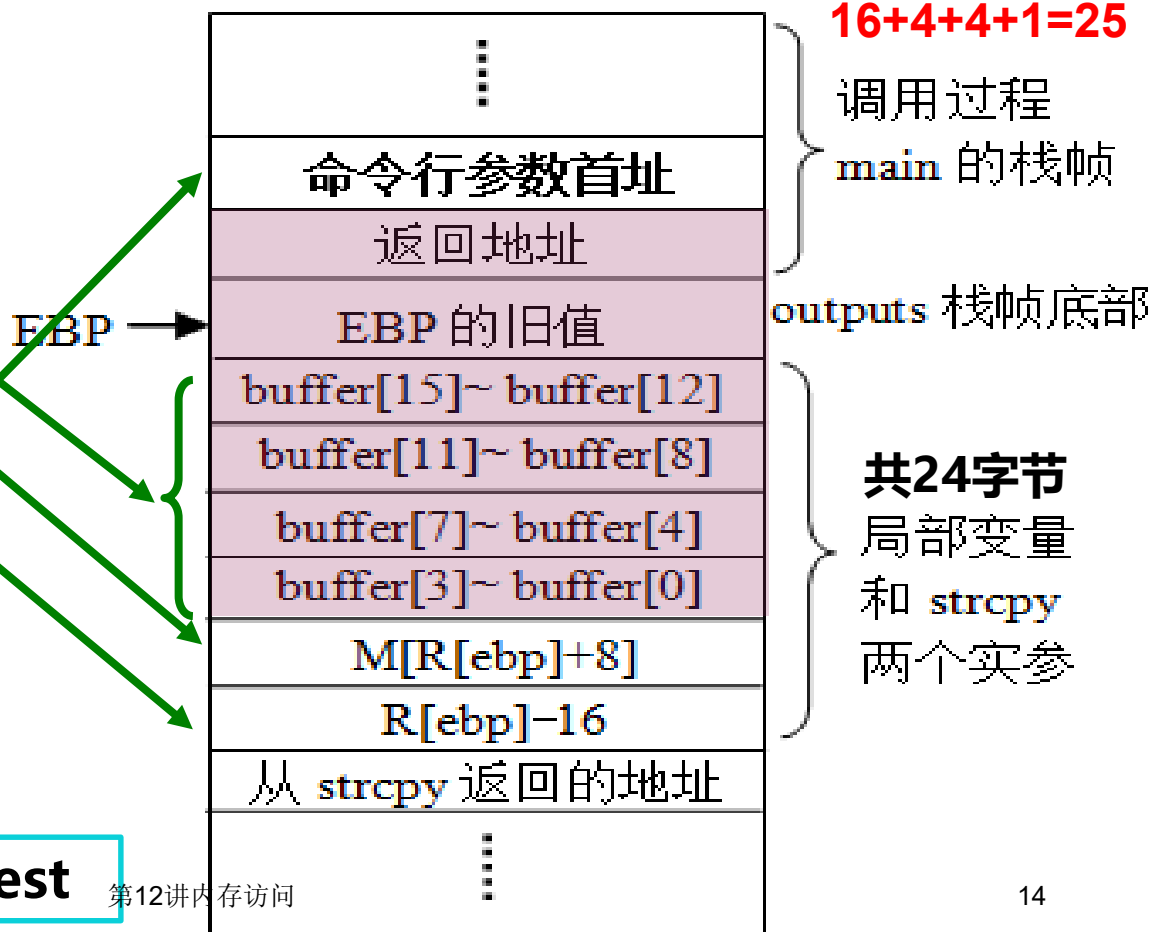 16+4+4+1=25
调用过程
main 的栈帧
命令行参数首址
返回地址
EBP
EBP 的旧值
outputs 栈帧底部
buffer[15]~ buffer[12]
buffer[11]~ buffer[8]
buffer[7]~ buffer[4]
buffer[3]~ buffer[0]
共24字节
局部变量
和 strcpy
两个实参
M[R[ebp]+8]
R[ebp]−16
从 strcpy 返回的地址
est
第12讲内存访问
14